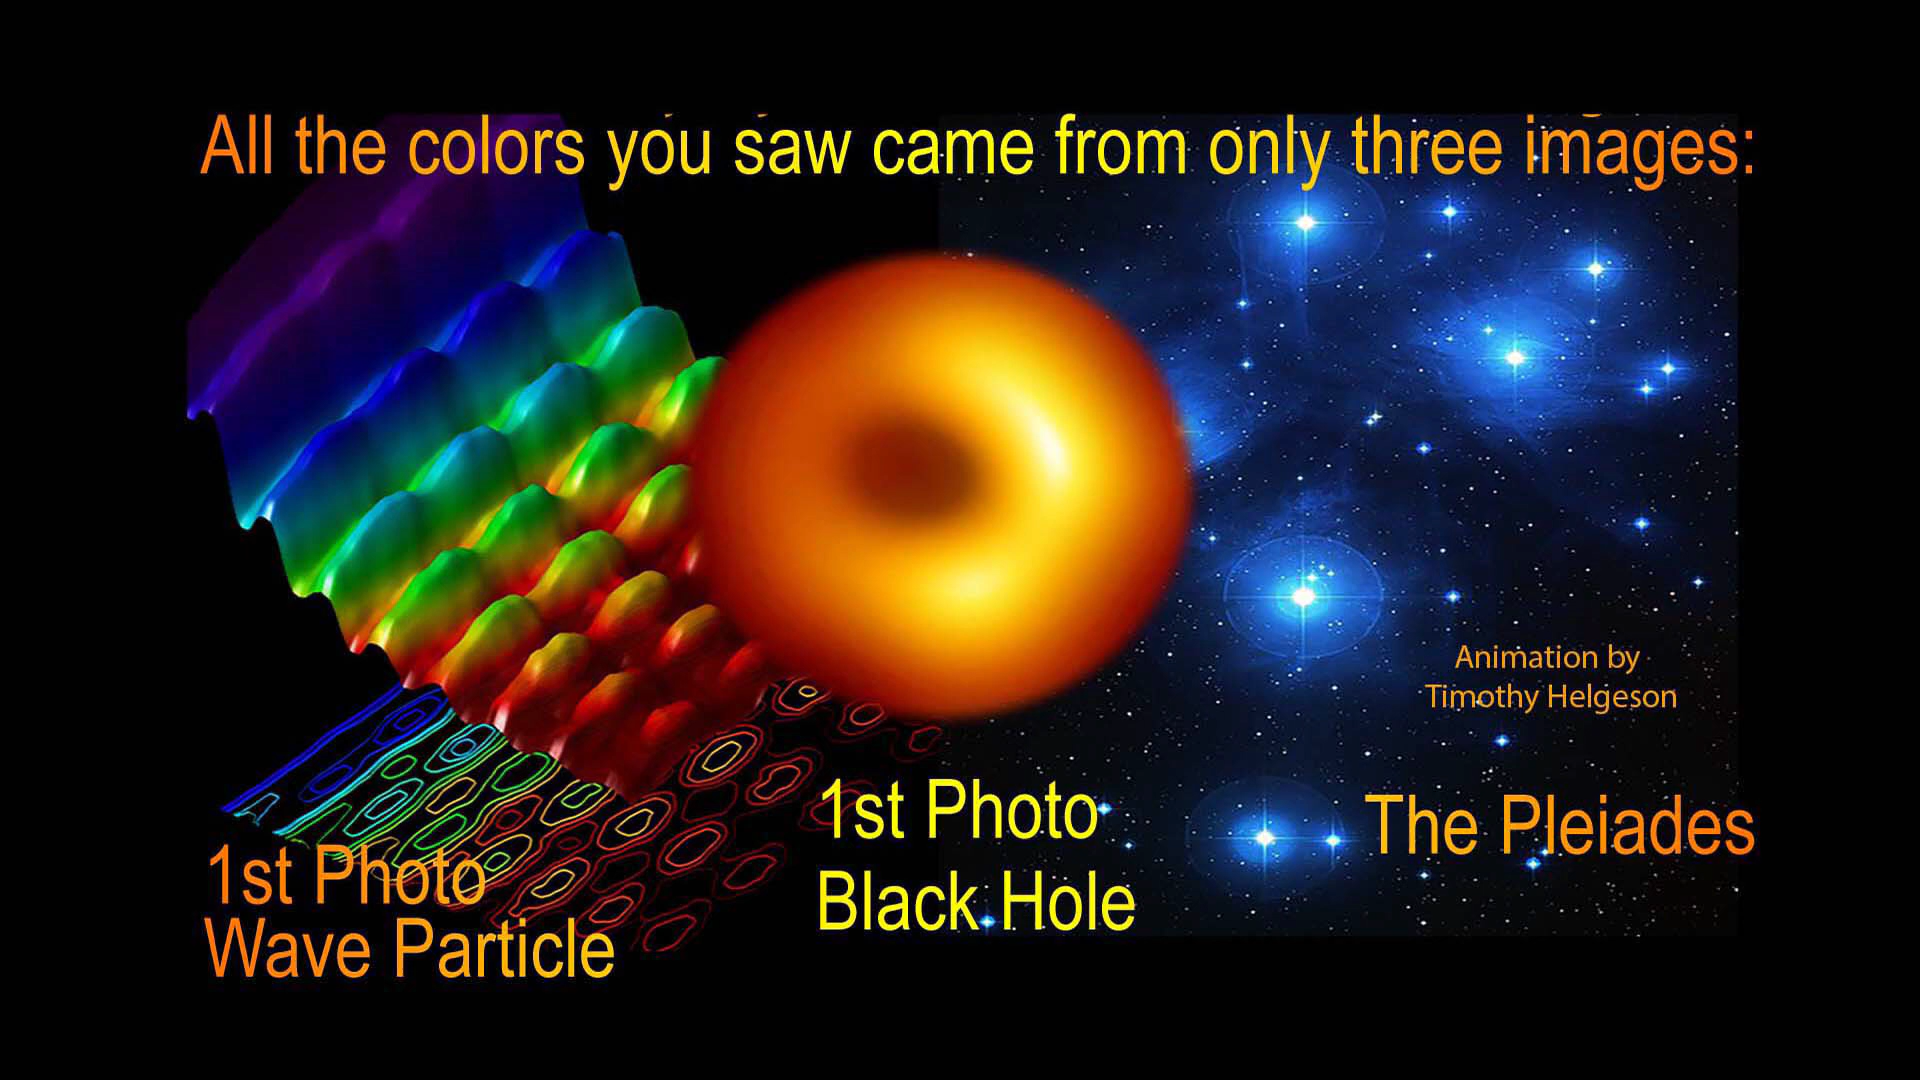 All the colors you saw came from only three images:
Animation by
Timothy Helgeson
1st Photo
Wave Particle
1st Photo
Black Hole
The Pleiades